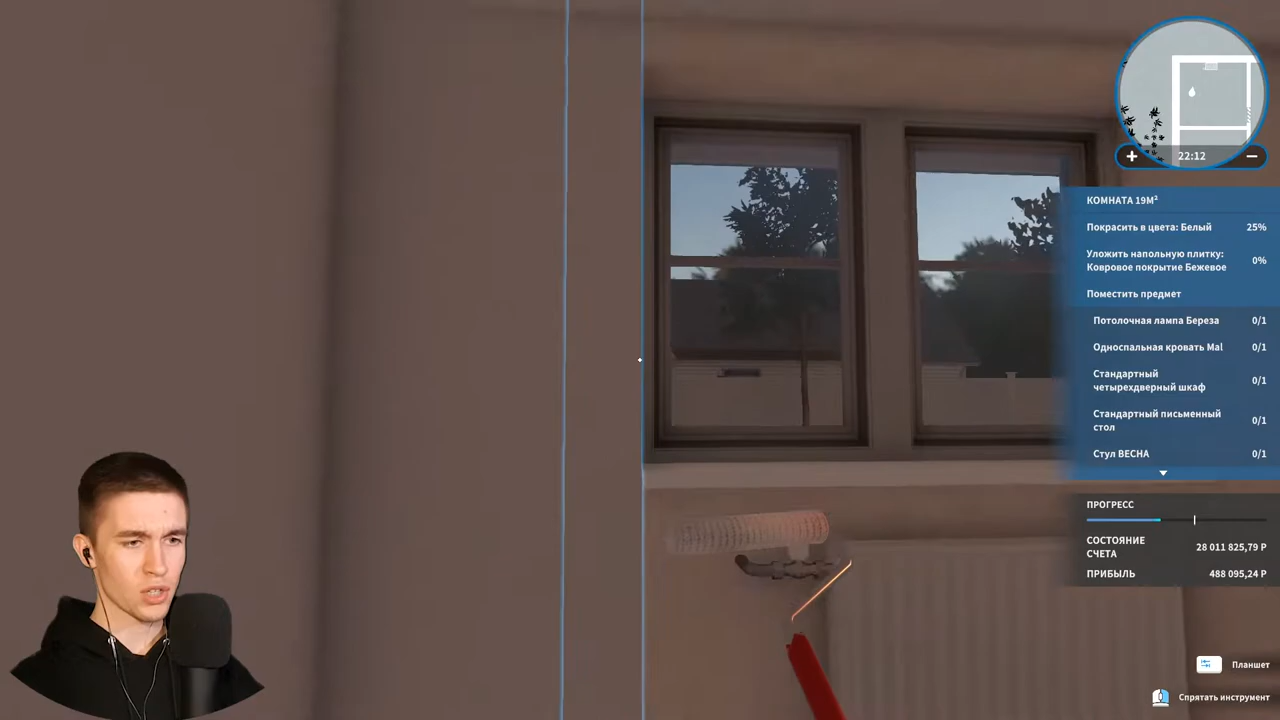 22:12
КОМНАТА 19М²
Покрасить в цвета: Белый 25%
Уложить напольную плитку:
Ковровое покрытие Бежевое 0%
Поместить предмет
Потолочная лампа Береза 0/1
Односпальная кровать Mal 0/1
Стандартный
четырехдверный шкаф 0/1
Стандартный письменный
стол 0/1
Стул ВЕСНА 0/1
ПРОГРЕСС
СОСТОЯНИЕ
СЧЕТА 28 011 825,79 Р
ПРИБЫЛЬ 488 095,24 Р
Планшет
Спрятать инструмент